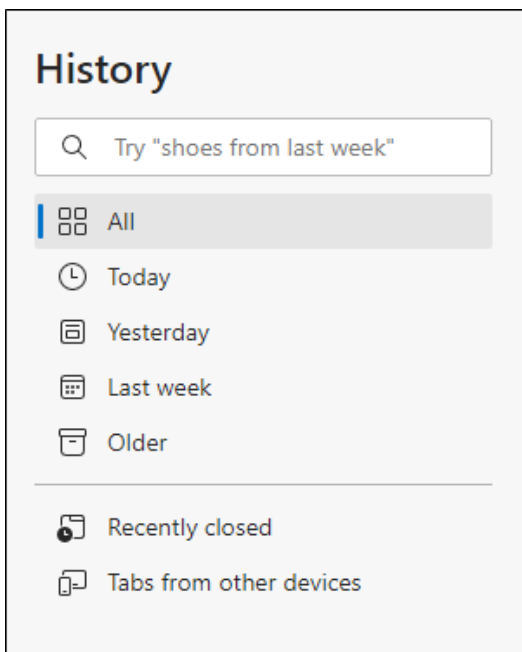 History
Try "shoes from last week"
All
Today
Yesterday
Last week
Older
Recently closed
Tabs from other devices